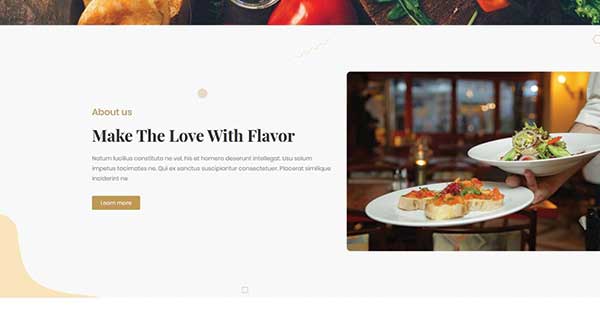 About us
Make The Love With Flavor
Natum lucilius constituto ne vel, his et homero deserunt intellegat. Usu solum
impetus tacimates ne. Qui ex sanctus suscipiantur consectetuer. Placerat similique
inciderint ne
Learn more